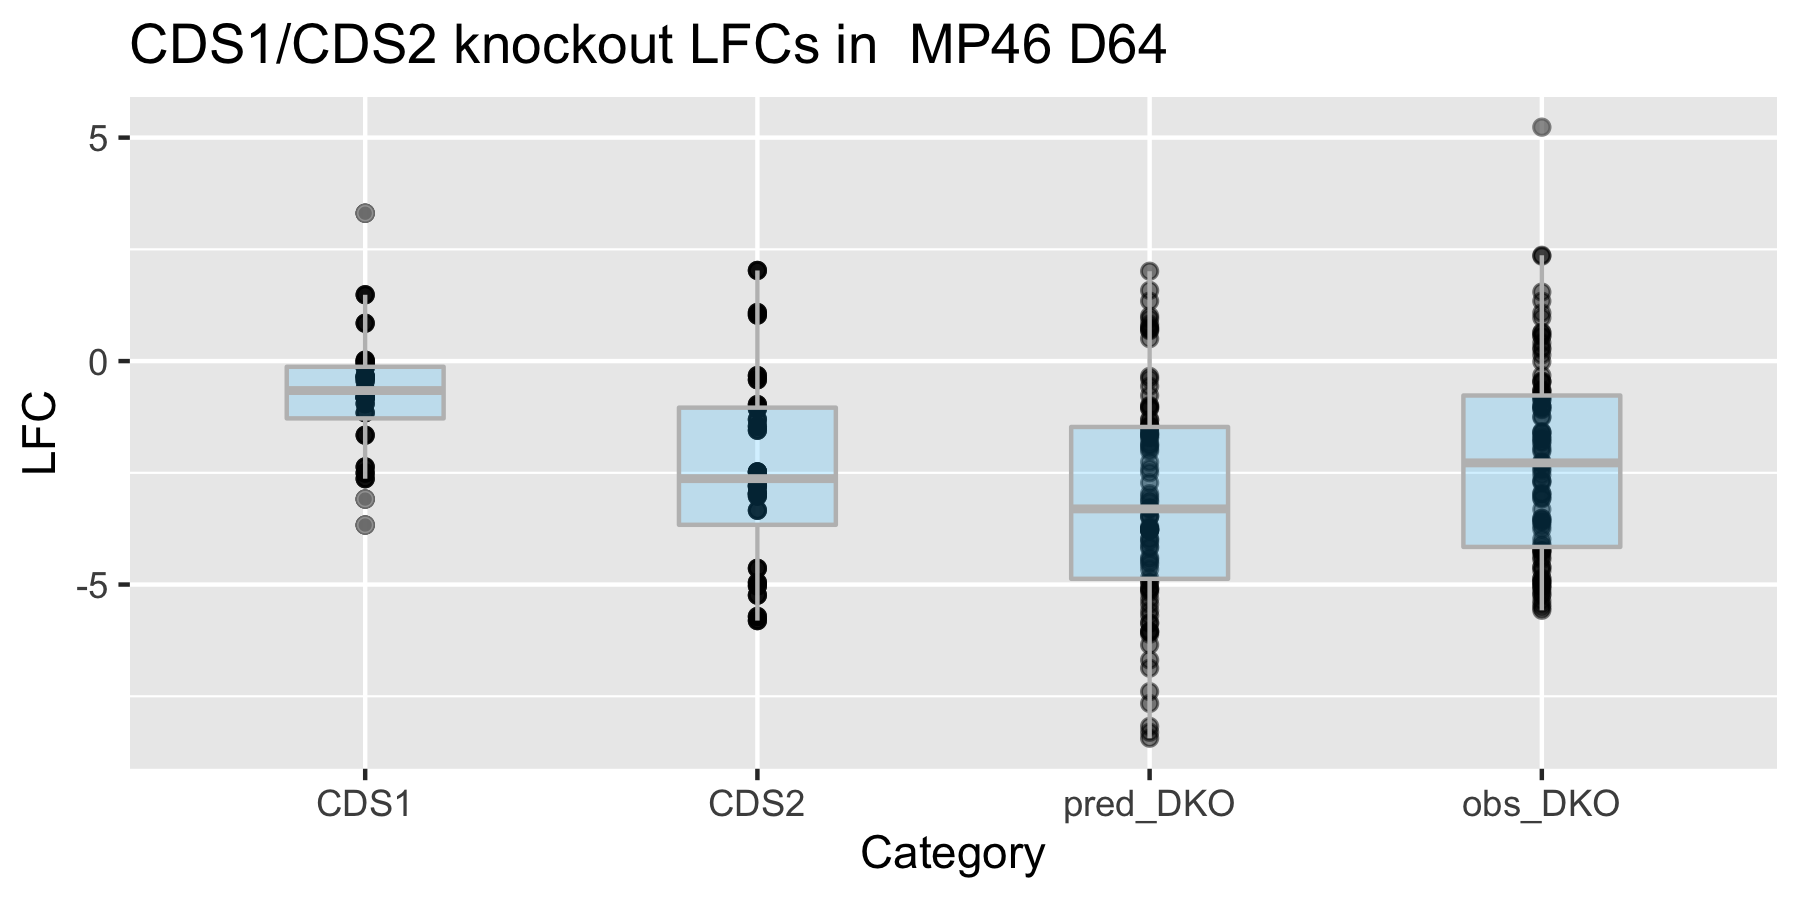 CDS1/CDS2 knockout LFCs in  MP46 D64
5
0
-5
LFC
CDS1 CDS2 pred_DKO obs_DKO
Category